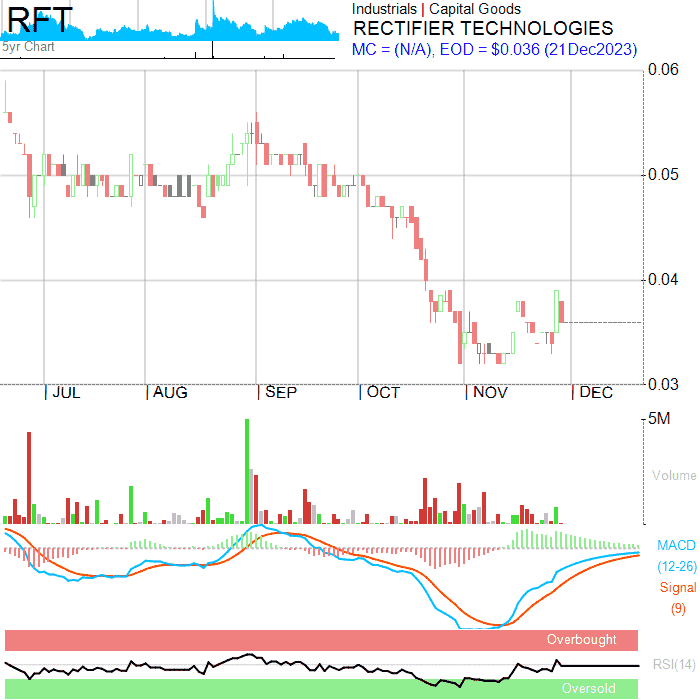 RFT
5yr Chart
Industrials | Capital Goods
RECTIFIER TECHNOLOGIES
MC = (N/A), EOD = $0.036 (21Dec2023)
0.06
0.05
0.04
0.03
JUL AUG SEP OCT NOV DEC
5M
Volume
MACD
(12-26)
Signal
(9)
Overbought
RSI(14)
Oversold